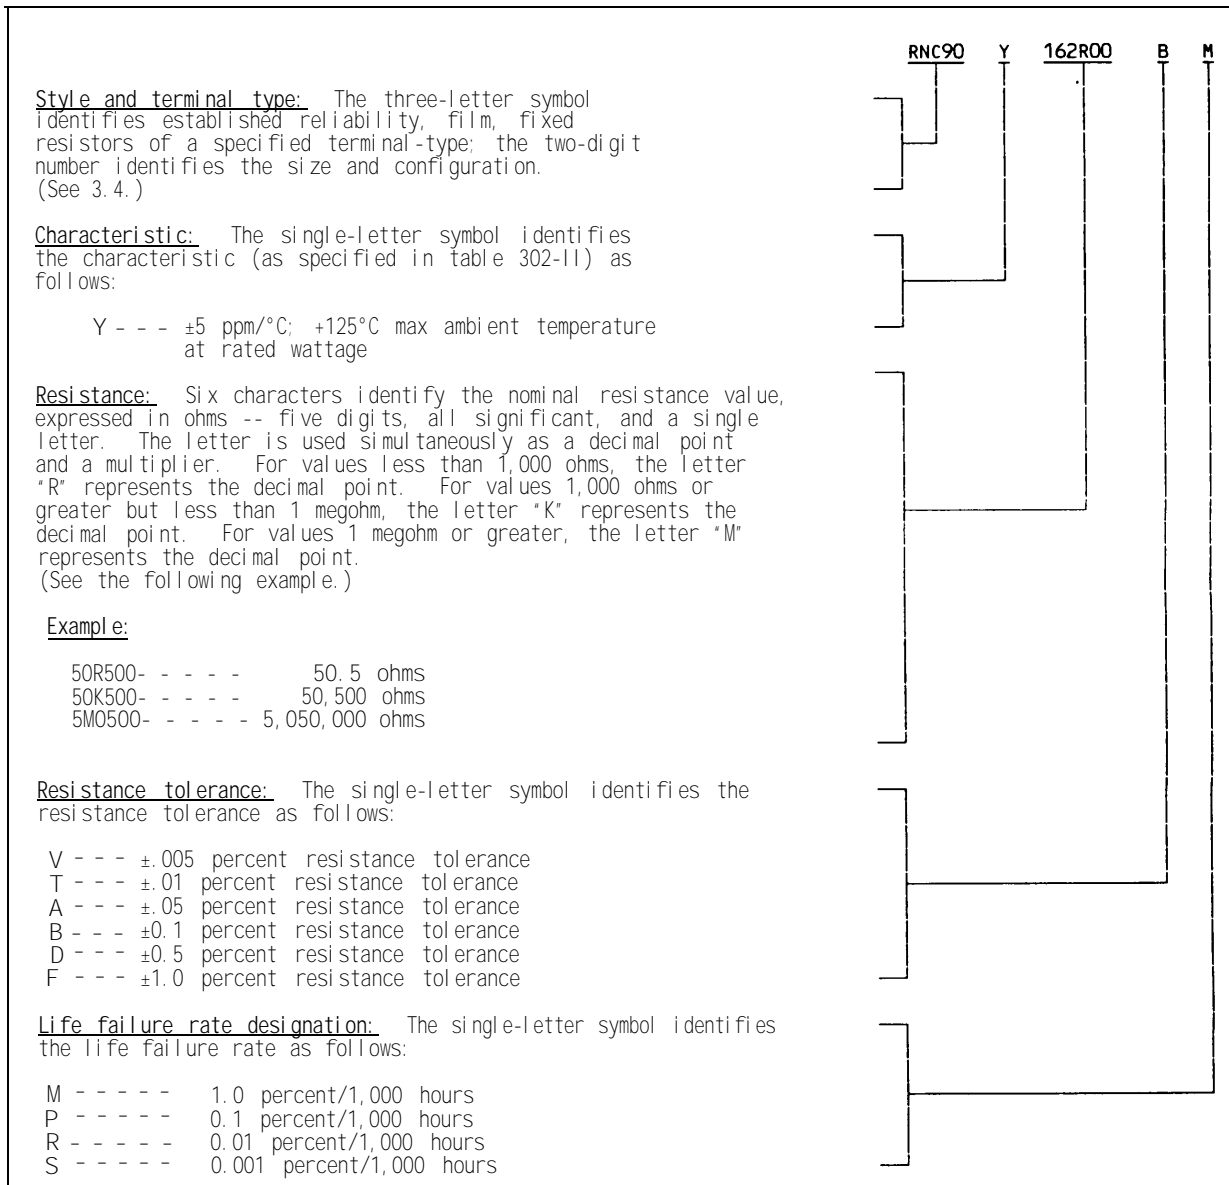 RNC90 Y 162R00 B M
Style and terminal type: The three-letter symbol
identifies established reliability, film, fixed
resistors of a specified terminal-type; the two-digit
number identifies the size and configuration.
(See 3.4.)
Characteristic: The single-letter symbol identifies
the characteristic (as specified in table 302-II) as
follows:
Y - - - ±5 ppm/°C; +125°C max ambient temperature
at rated wattage
Resistance: Six characters identify the nominal resistance value,
expressed in ohms -- five digits, all significant, and a single
letter. The letter is used simultaneously as a decimal point
and a multiplier. For values less than 1,000 ohms, the letter
"R" represents the decimal point. For values 1,000 ohms or
greater but less than 1 megohm, the letter "K" represents the
decimal point. For values 1 megohm or greater, the letter "M"
represents the decimal point.
(See the following example.)
Example:
50R500- - - - - 50.5 ohms
50K500- - - - - 50,500 ohms
5M0500- - - - - 5,050,000 ohms
Resistance tolerance: The single-letter symbol identifies the
resistance tolerance as follows:
V - - - ±.005 percent resistance tolerance
T - - - ±.01 percent resistance tolerance
A - - - ±.05 percent resistance tolerance
B - - - ±0.1 percent resistance tolerance
D - - - ±0.5 percent resistance tolerance
F - - - ±1.0 percent resistance tolerance
Life failure rate designation: The single-letter symbol identifies
the life failure rate as follows:
M - - - - - 1.0 percent/1,000 hours
P - - - - - 0.1 percent/1,000 hours
R - - - - - 0.01 percent/1,000 hours
S - - - - - 0.001 percent/1,000 hours